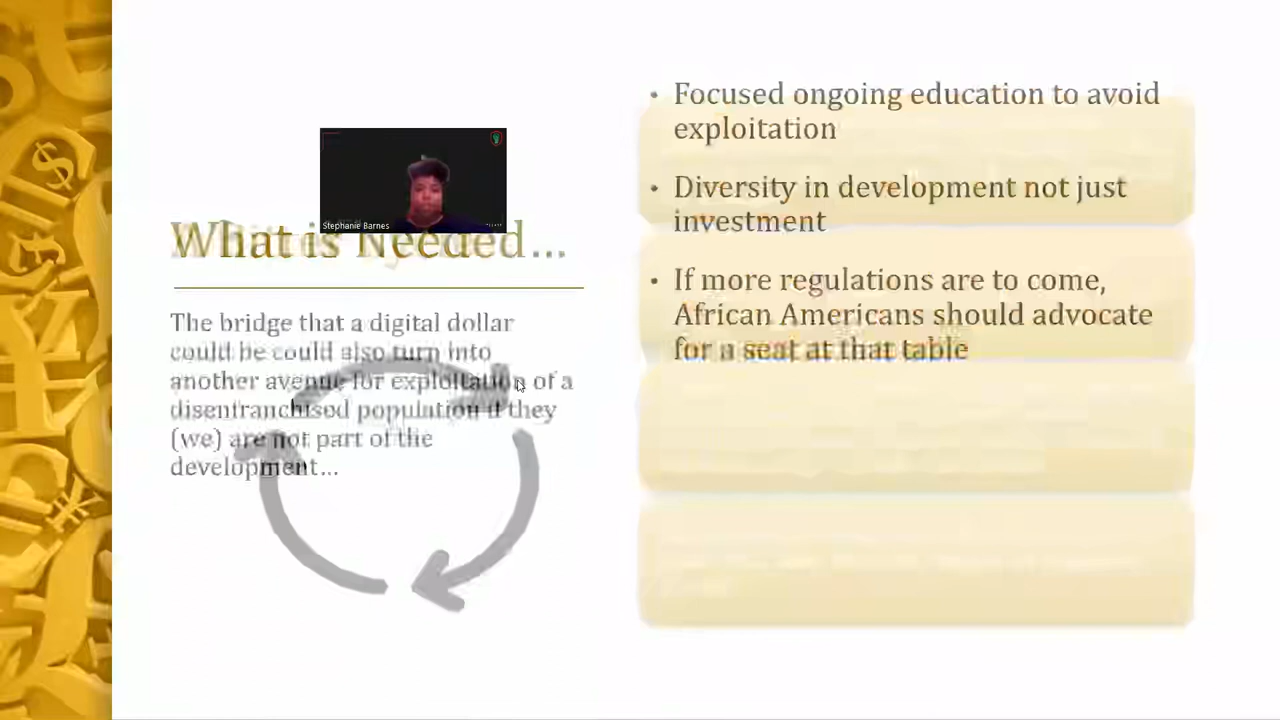 Stephanie Barnes
What is Needed...
The bridge that a digital dollar
could be could also turn into
another avenue for exploitation of a
disenfranchised population if they
(we) are not part of the
development...
• Focused ongoing education to avoid
exploitation
• Diversity in development not just
investment
• If more regulations are to come,
African Americans should advocate
for a seat at that table